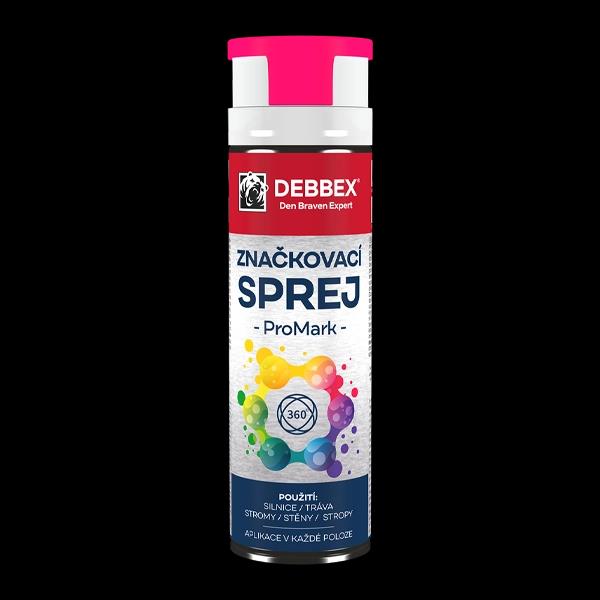 DEBBEX®
Den Braven Expert
ZNAČKOVACÍ
SPREJ
- ProMark -
360°
POUŽITÍ:
SILNICE / TRÁVA
STROMY / STĚNY / STROPY
APLIKACE V KAŽDÉ POLOZE